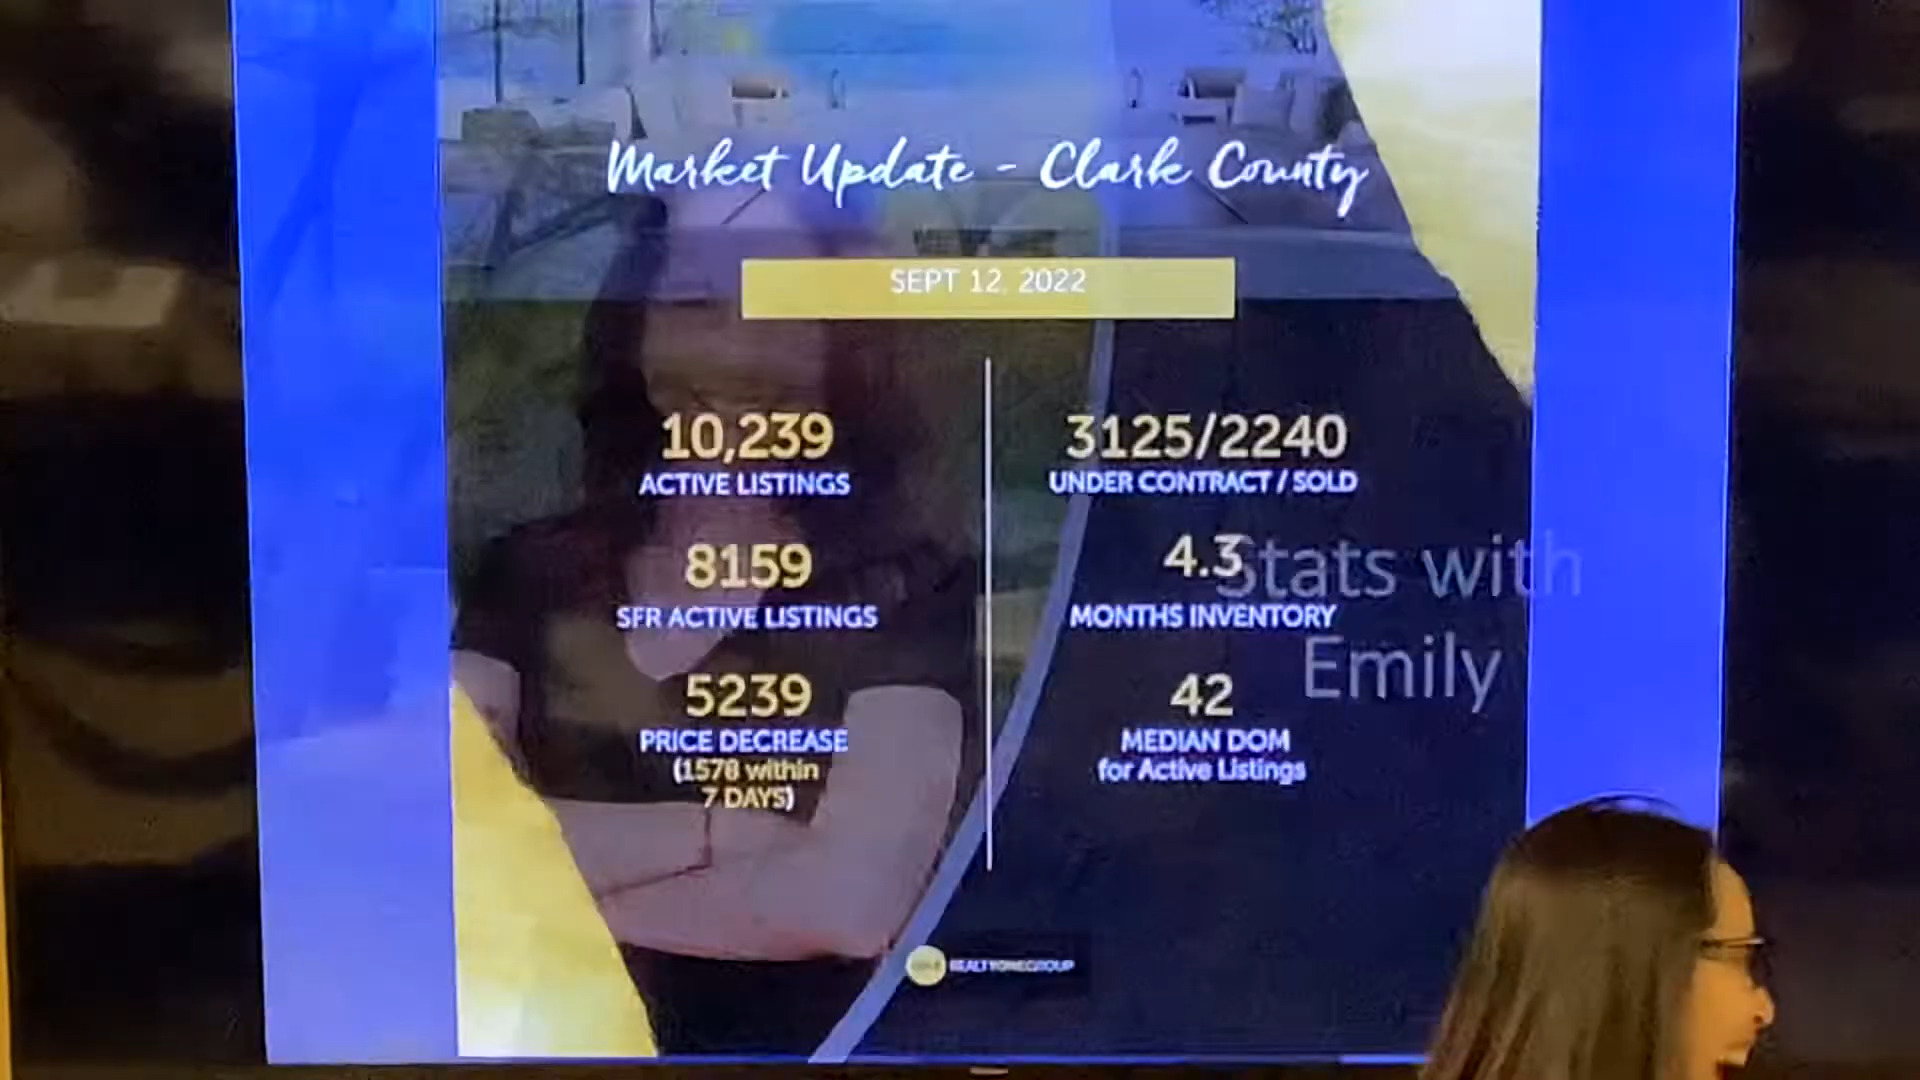 Market Update - Clark County
SEPT 12, 2022
10,239
ACTIVE LISTINGS
8159
SFR ACTIVE LISTINGS
5239
PRICE DECREASE
(1578 within
7 DAYS)
3125/2240
UNDER CONTRACT / SOLD
4.3
MONTHS INVENTORY
42
MEDIAN DOM
for Active Listings
Stats with
Emily
REALTYONEGROUP